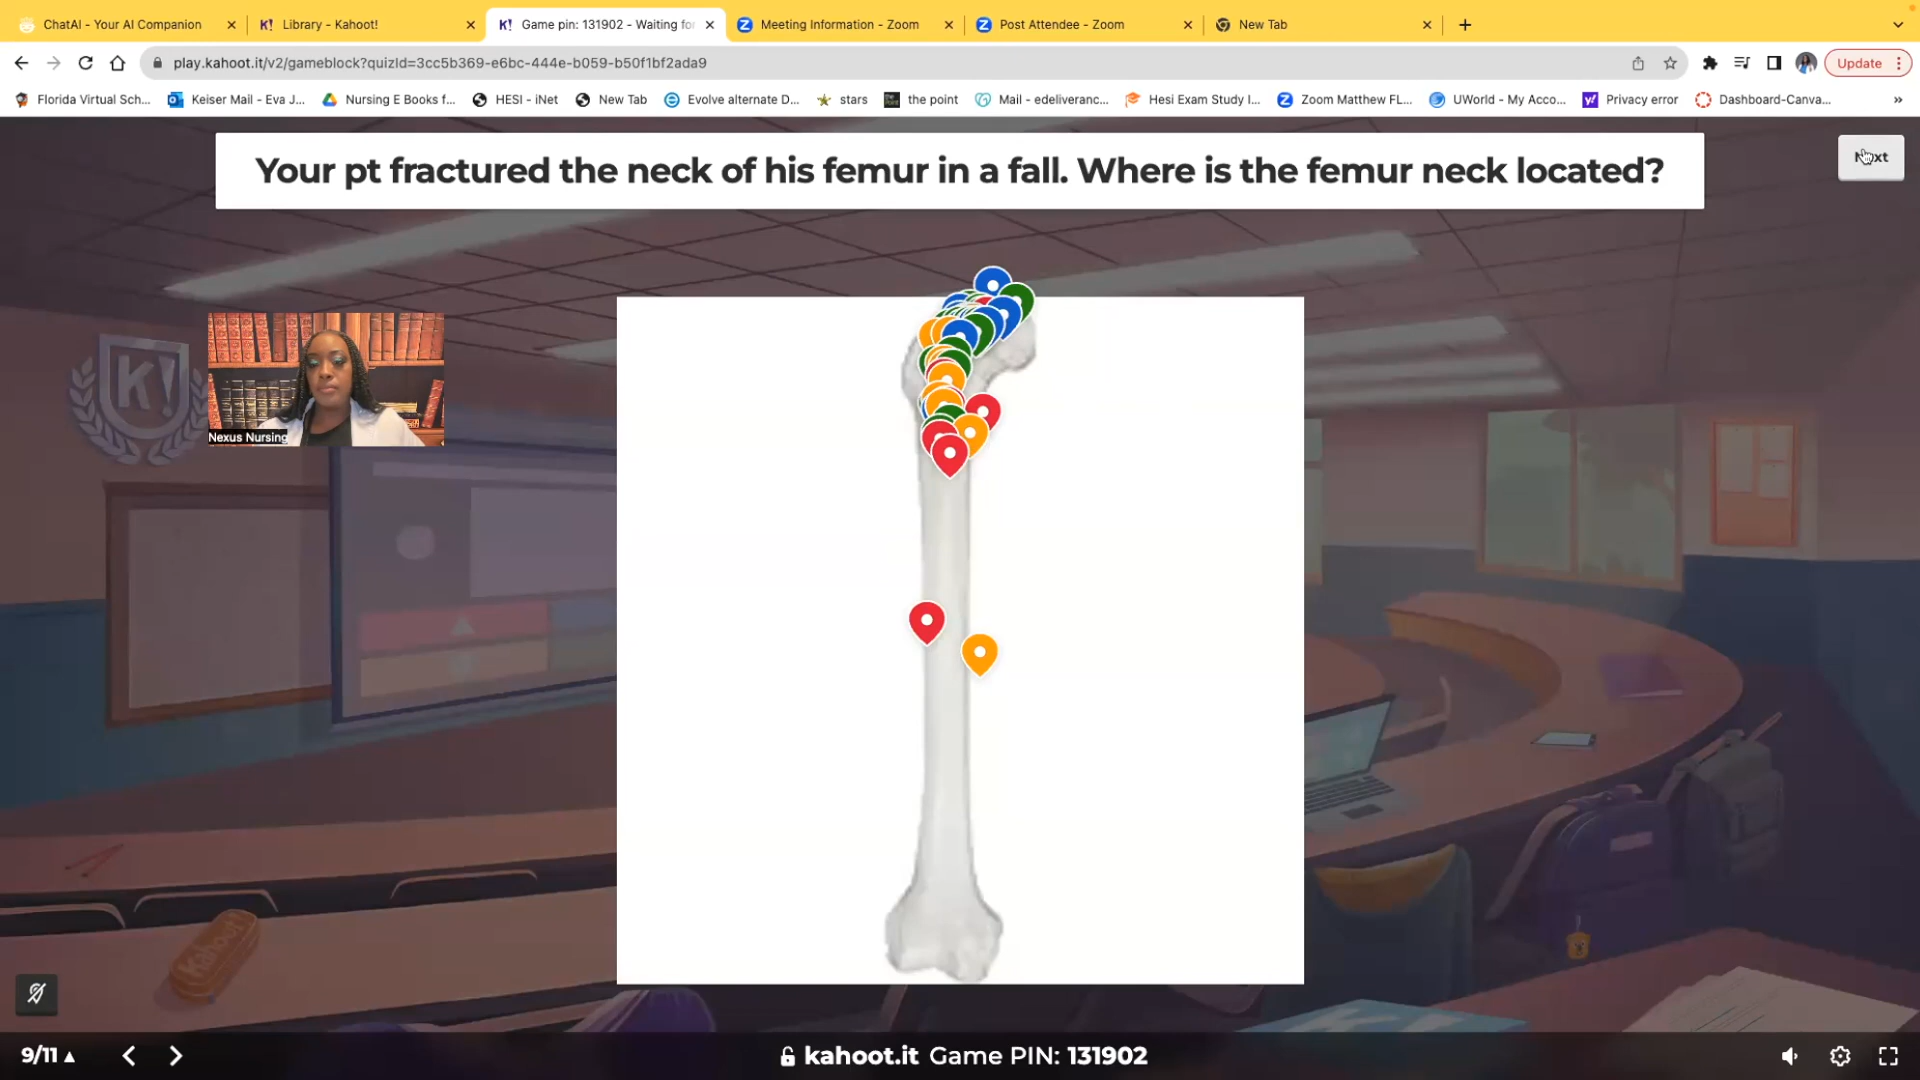 ChatAI - Your AI Companion
K! Library - Kahoot!
K! Game pin: 131902 - Waiting fo
Meeting Information - Zoom
Post Attendee - Zoom
New Tab
play.kahoot.it/v2/gameblock?quizId=3cc5b369-e6bc-444e-b059-b50f1bf2ada9
Update
Florida Virtual Sch...
Keiser Mail - Eva J...
Nursing E Books f...
HESI - iNet
New Tab
Evolve alternate D...
stars
the point
Mail - edeliveranc...
Hesi Exam Study I...
Zoom Matthew FL...
UWorld - My Acco...
Privacy error
Dashboard-Canva...
»
Your pt fractured the neck of his femur in a fall. Where is the femur neck located?
Next
K!
Nexus Nursing
Kahoot!
9/11
kahoot.it Game PIN: 131902